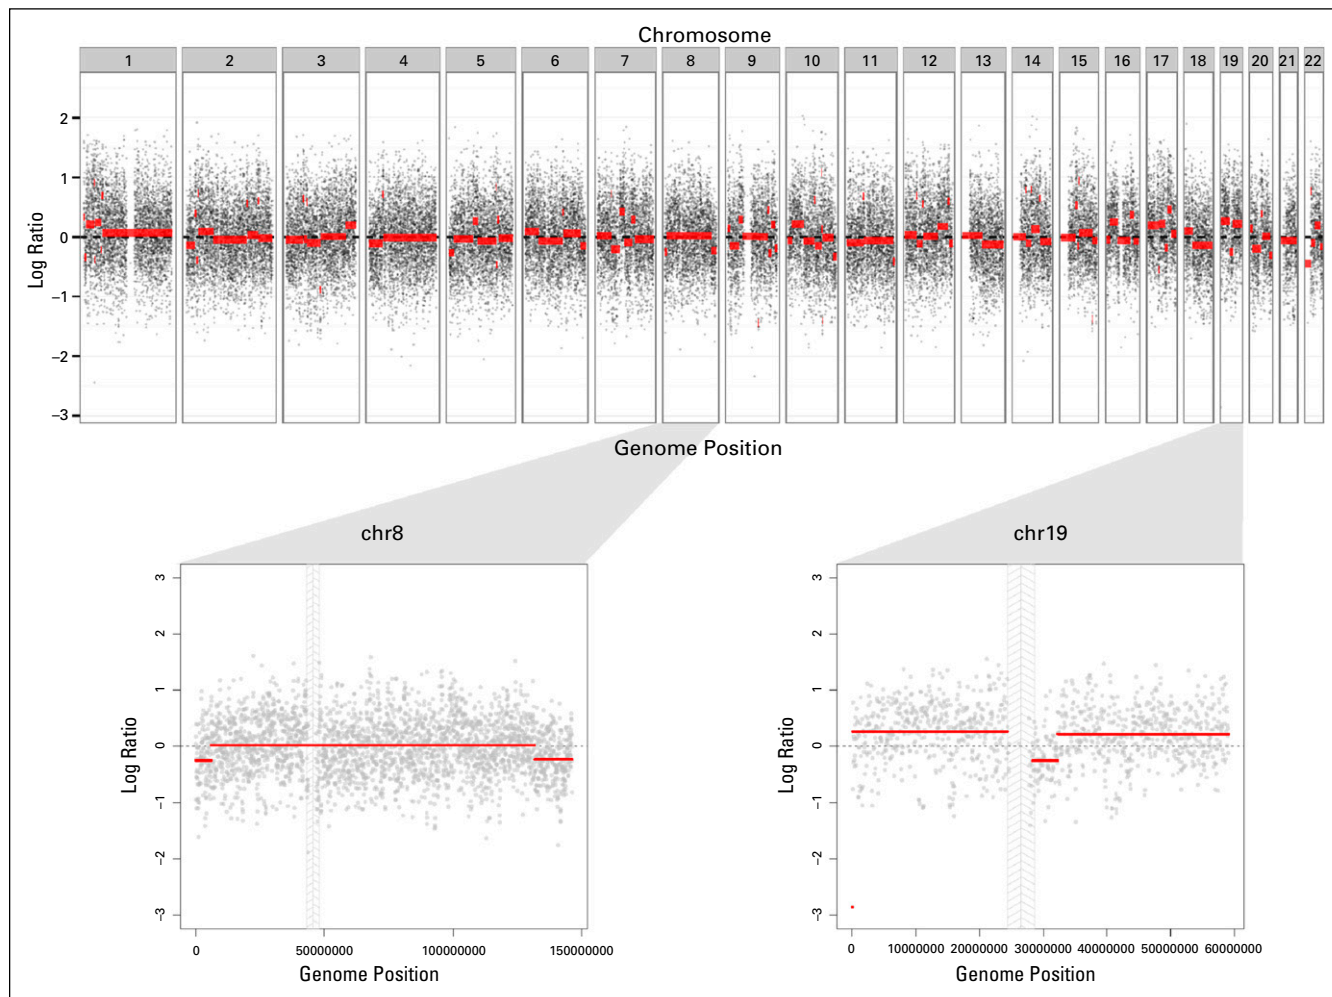 Chromosome
1 2 3 4 5 6 7 8 9 10 11 12 13 14 15 16 17 18 19 20 21 22
2
1
0
−1
−2
−3
Log Ratio
Genome Position
chr8
3
2
1
0
−1
−2
−3
Log Ratio
0 50000000 100000000 150000000
Genome Position
chr19
3
2
1
0
−1
−2
−3
Log Ratio
0 10000000 20000000 30000000 40000000 50000000 60000000
Genome Position